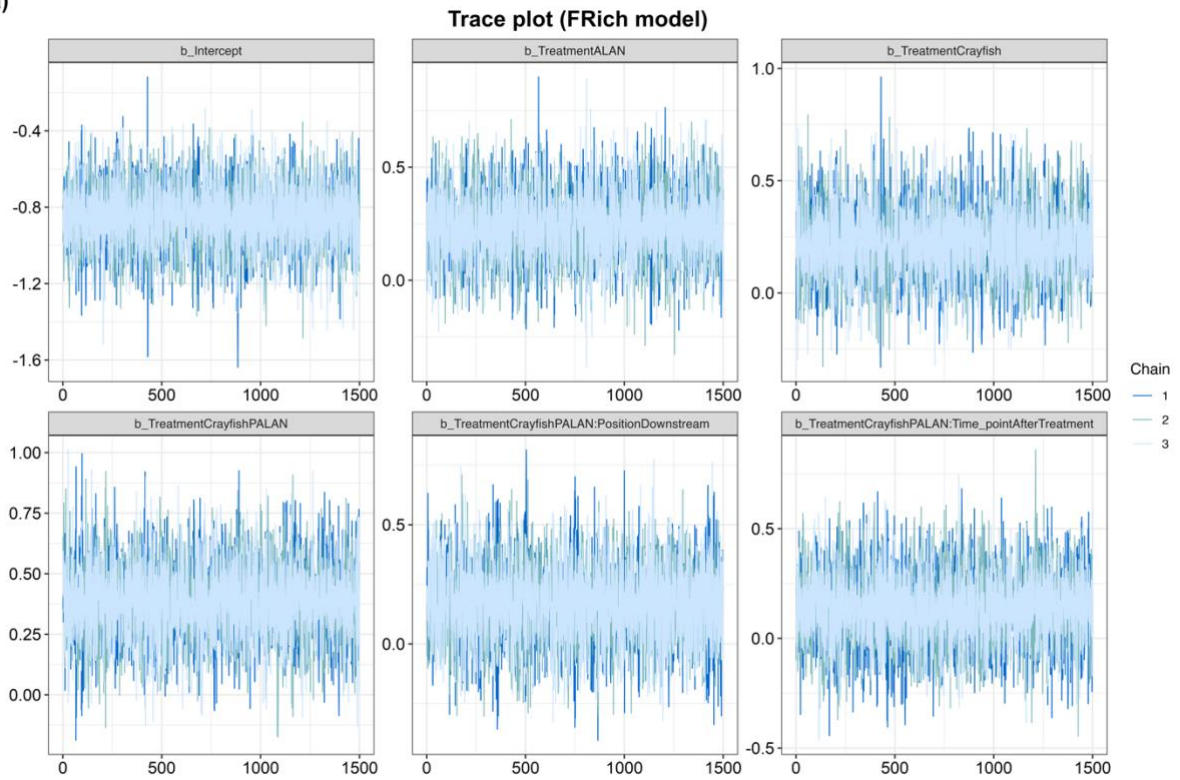 )
Trace plot (FRich model)
b_Intercept
b_TreatmentALAN
b_TreatmentCrayfish
-0.4
-0.8
-1.2
-1.6
0 500 1000 1500
0.5
0.0
0 500 1000 1500
1.0
0.5
0.0
0 500 1000 1500
b_TreatmentCrayfishPALAN
b_TreatmentCrayfishPALAN:PositionDownstream
b_TreatmentCrayfishPALAN:Time_pointAfterTreatment
1.00
0.75
0.50
0.25
0.00
0 500 1000 1500
0.5
0.0
0 500 1000 1500
0.5
0.0
-0.5
0 500 1000 1500
Chain
1
2
3